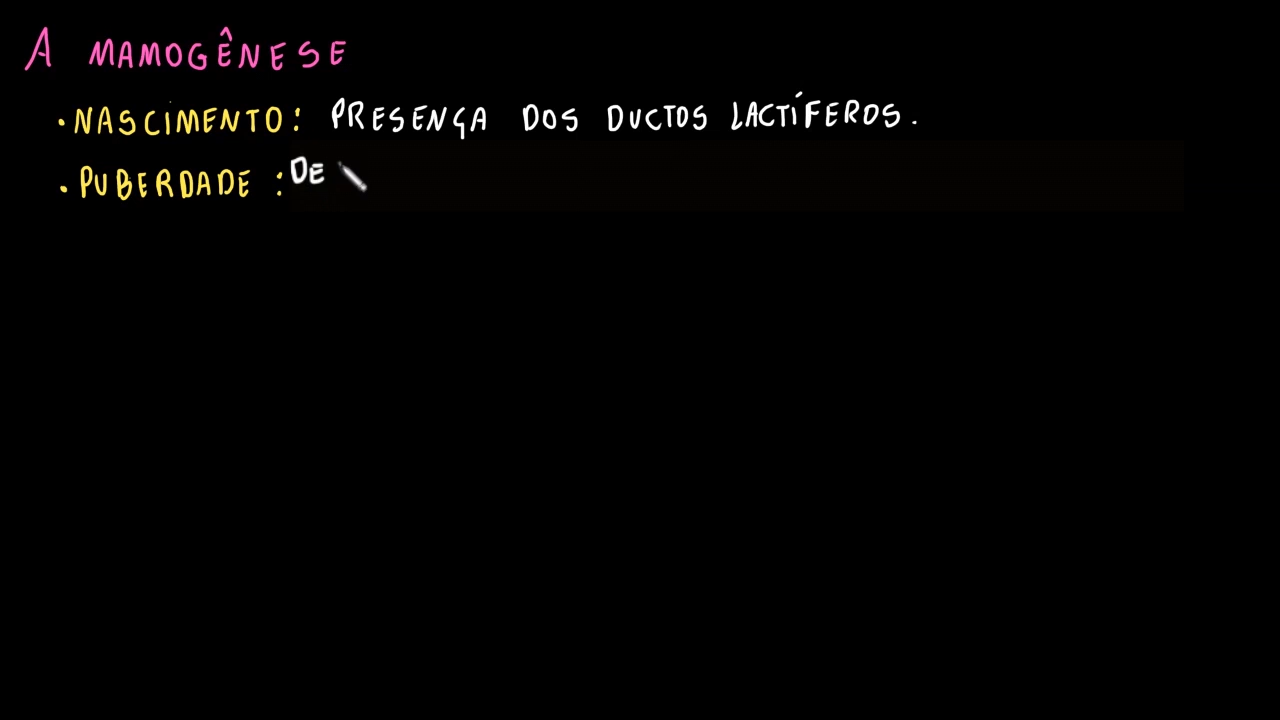 A MAMOGÊNESE
• NASCIMENTO: PRESENÇA DOS DUCTOS LACTÍFEROS.
• PUBERDADE : DE